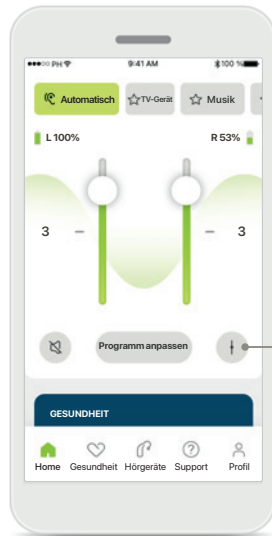 PH 9:41 AM 100 %
Automatisch TV-Gerät Musik
L 100% R 53%
3 3
Programm anpassen
GESUNDHEIT
Home Gesundheit Hörgeräte Support Profil